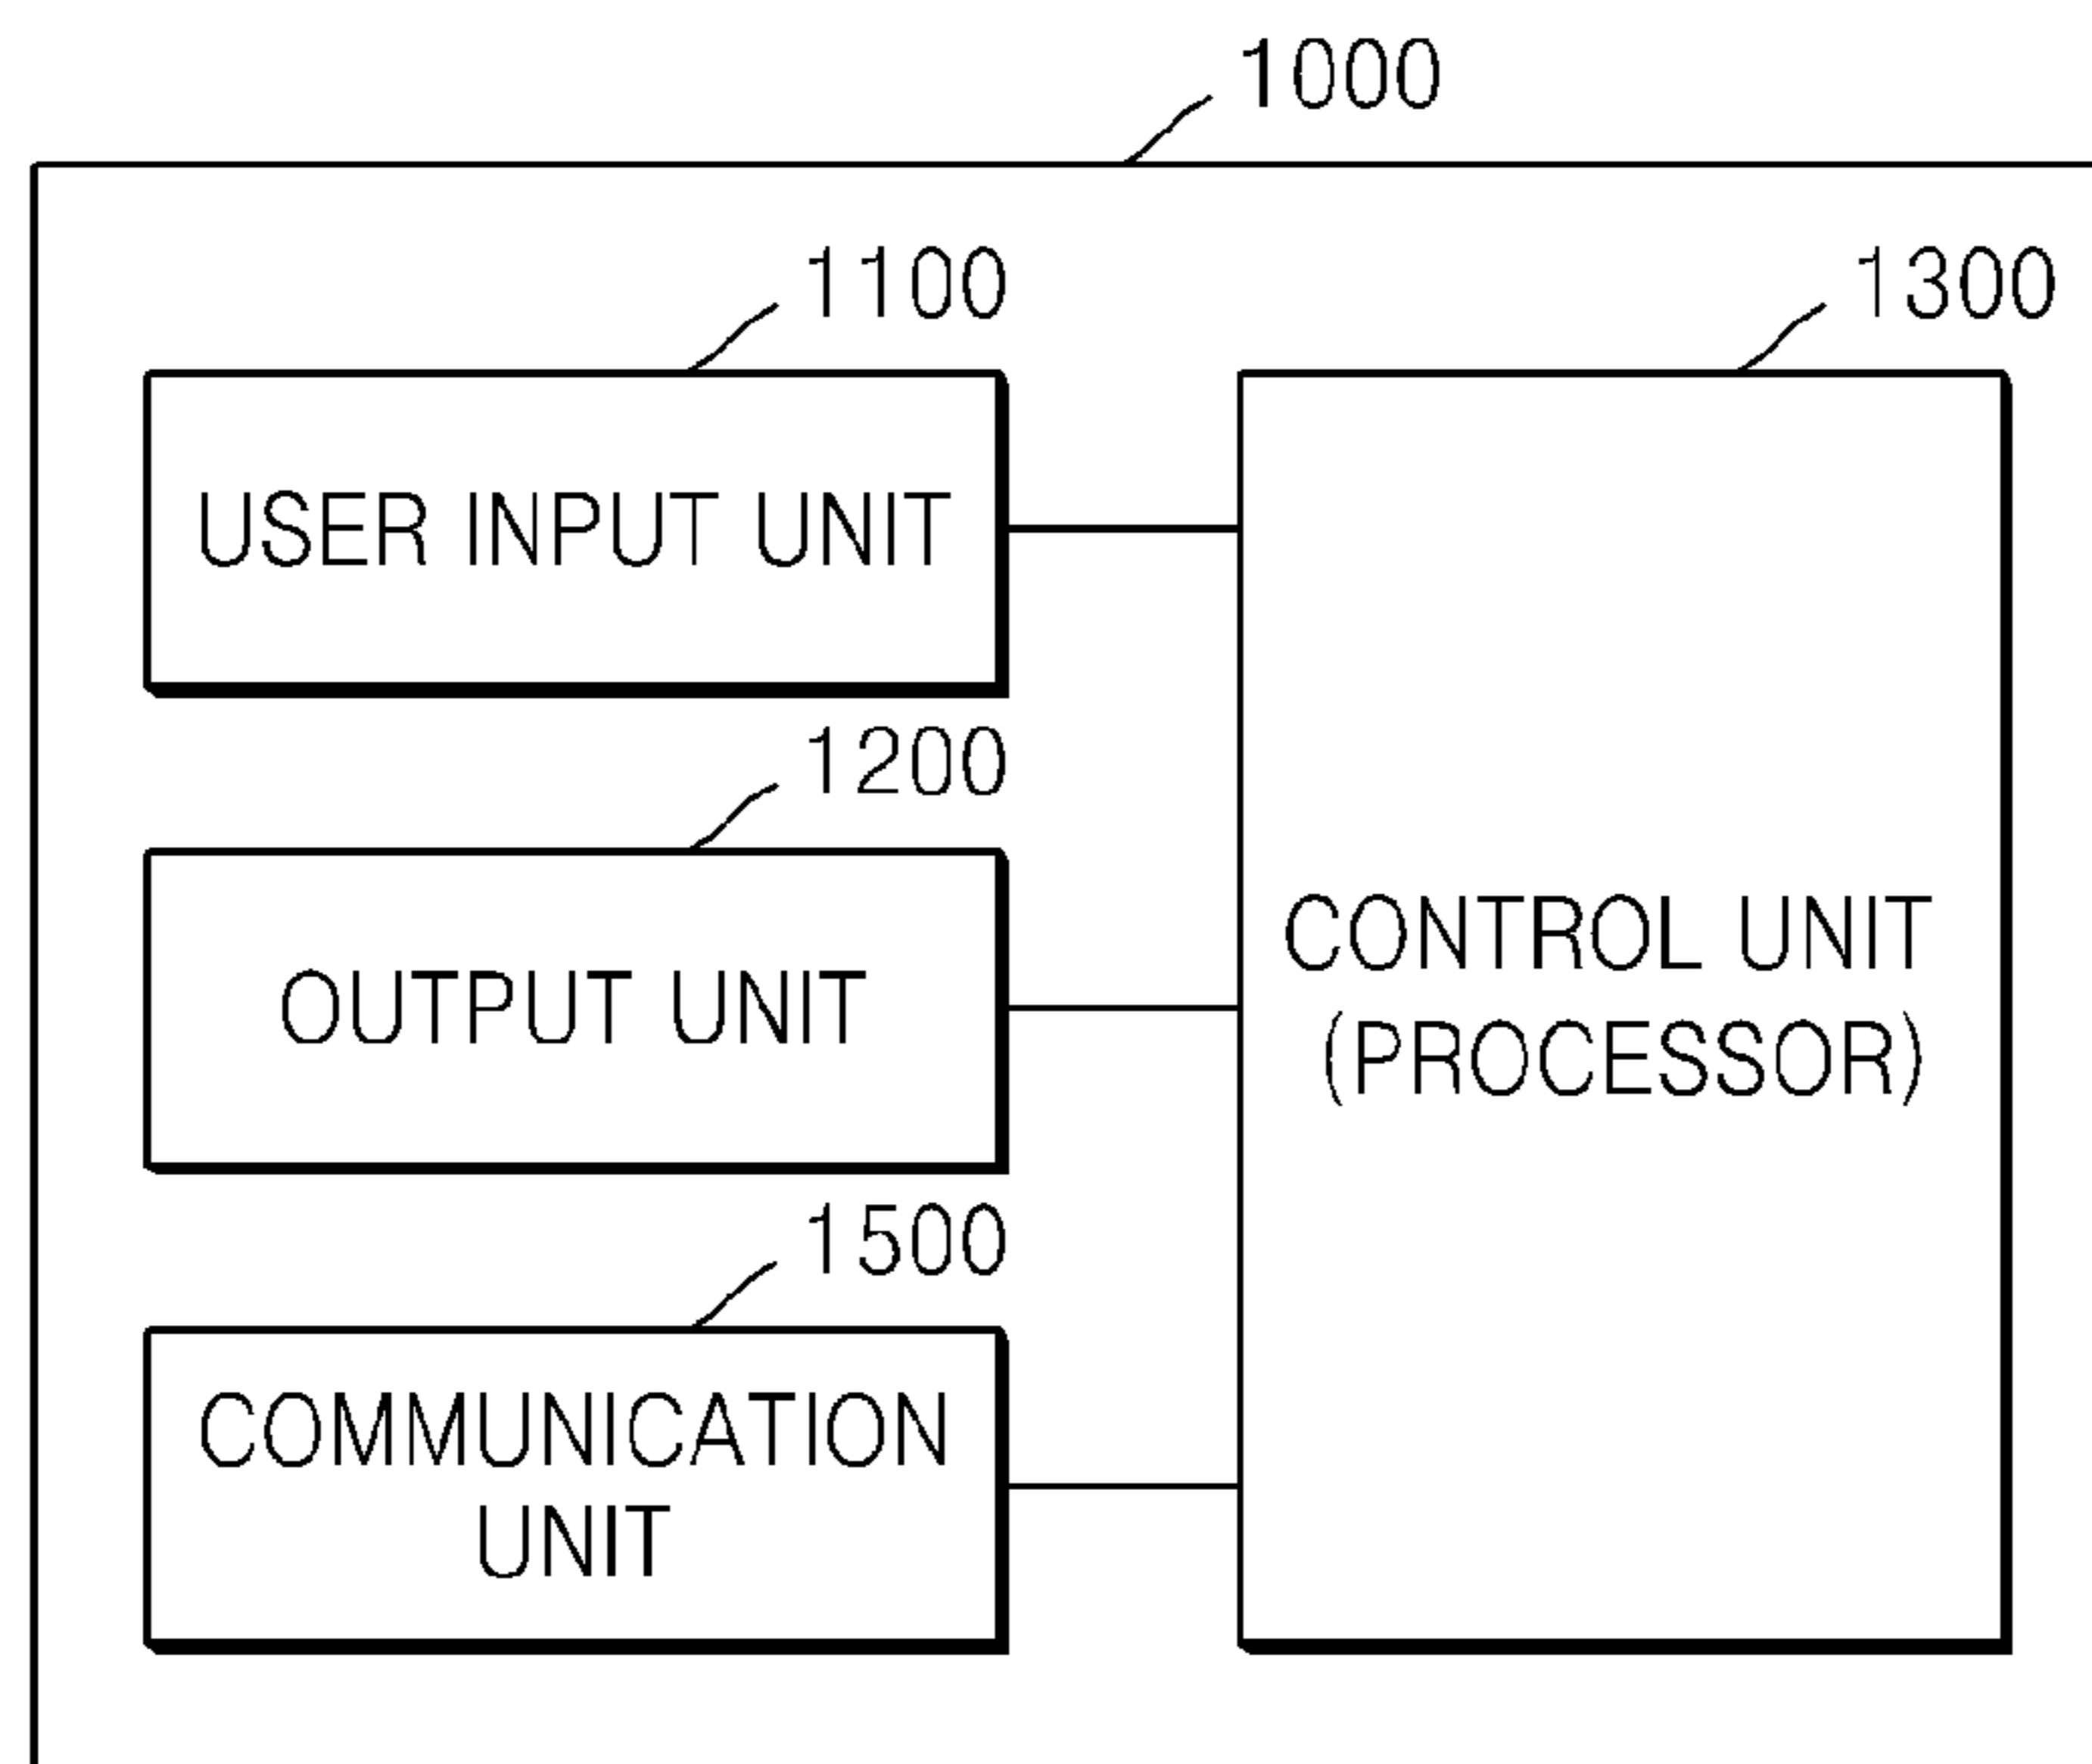 1000
1100
1300
USER INPUT UNIT
1200
OUTPUT UNIT
CONTROL UNIT
(PROCESSOR)
1500
COMMUNICATION
UNIT